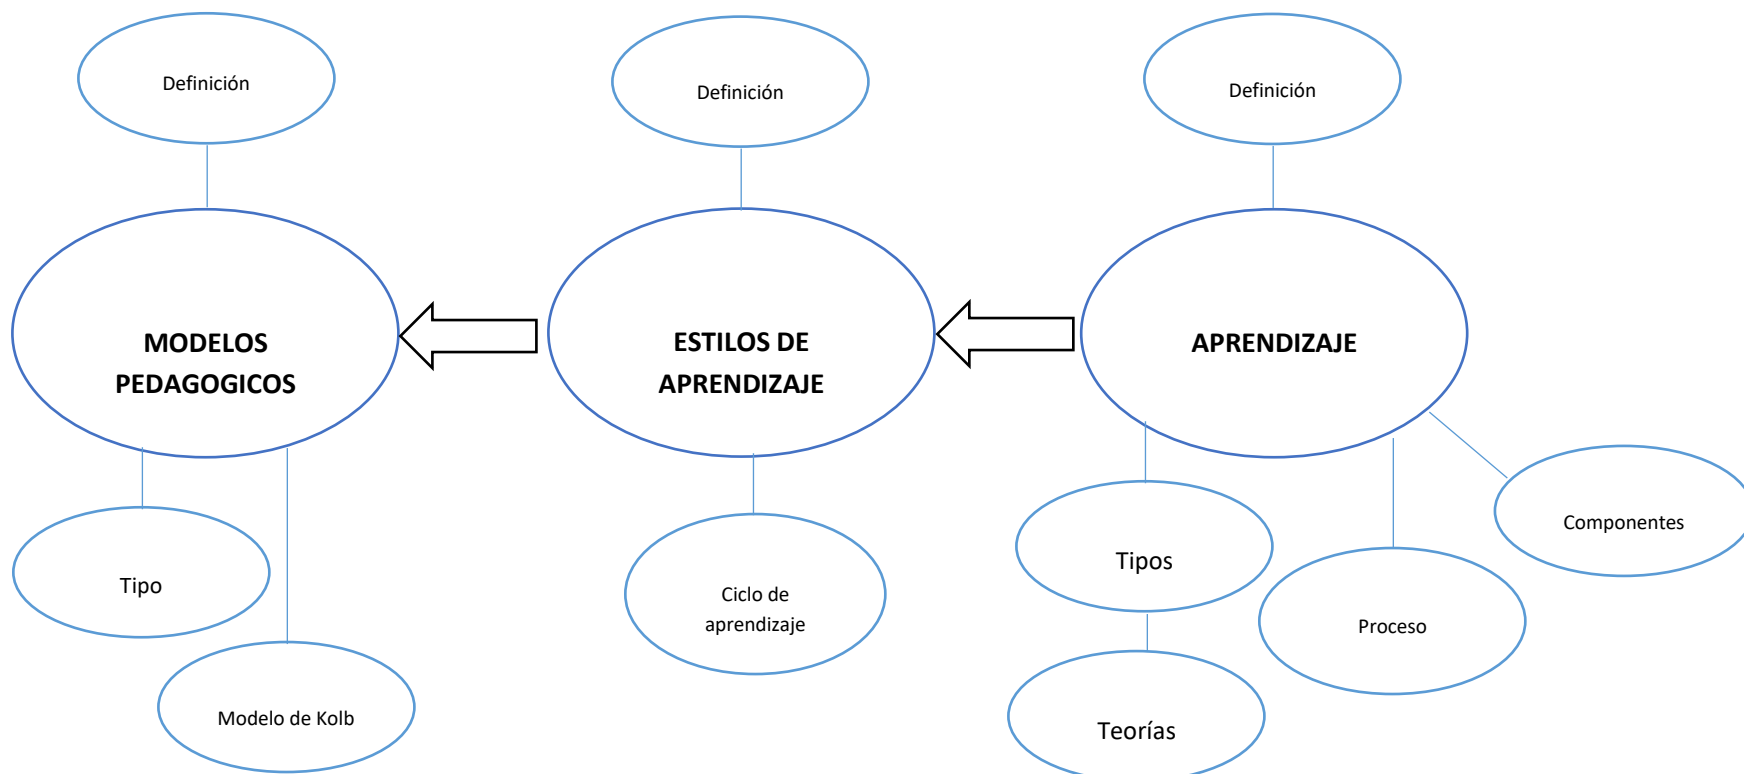 Definición
Definición
Definición
MODELOS
PEDAGOGICOS
ESTILOS DE
APRENDIZAJE
APRENDIZAJE
Tipo
Modelo de Kolb
Ciclo de
aprendizaje
Tipos
Teorías
Proceso
Componentes